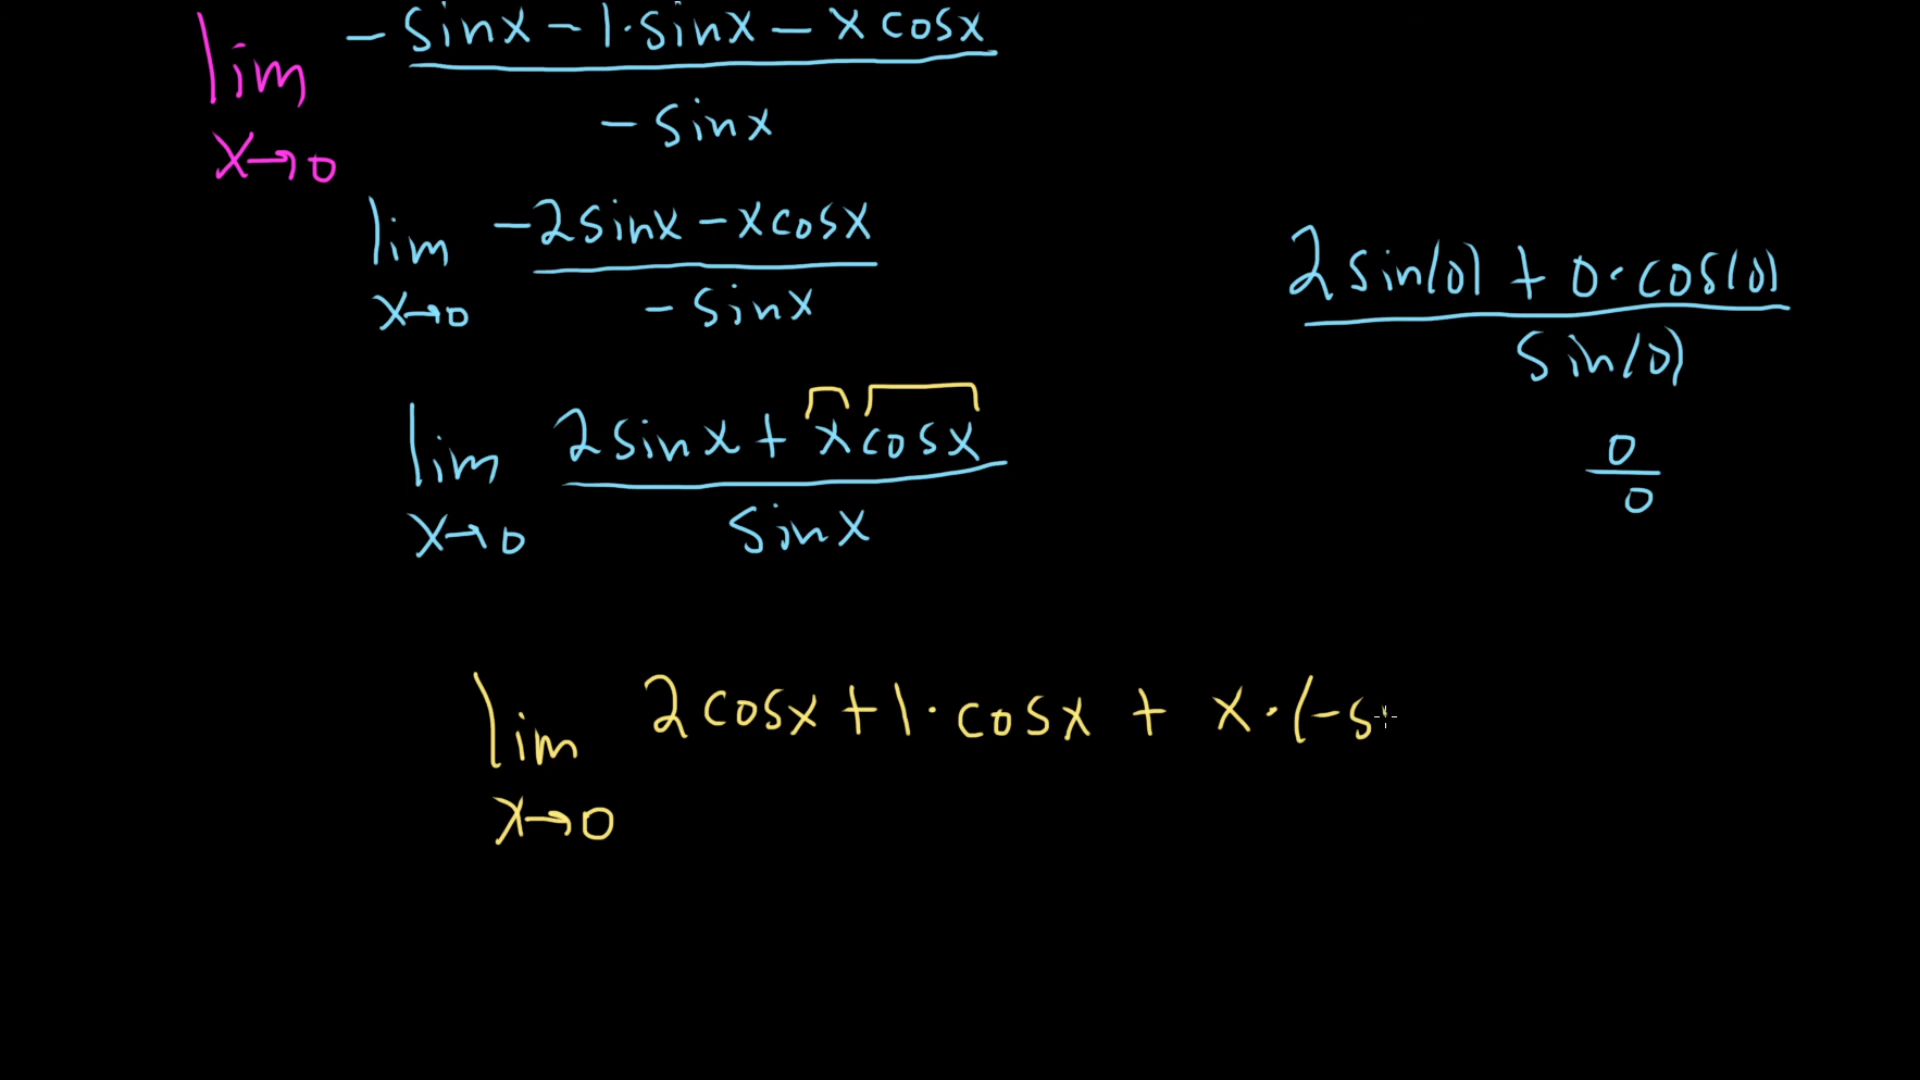 lim x→0 (-sinx - 1·sinx - xcosx) / (-sinx)
lim x→0 (-2sinx - xcosx) / (-sinx)
2sin(0) + 0·cos(0) / sin(0)
0/0
lim x→0 (2sinx + xcosx) / (sinx)
lim x→0 2cosx + 1·cosx + x·(-s